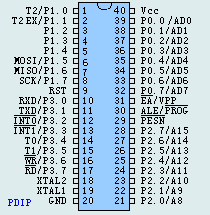 T2/P1.0 1 40 Vcc
T2EX/P1.1 2 39 P0.0/AD0
P1.2 3 38 P0.1/AD1
P1.3 4 37 P0.2/AD2
P1.4 5 36 P0.3/AD3
MOSI/P1.5 6 35 P0.4/AD4
MISO/P1.6 7 34 P0.5/AD5
SCK/P1.7 8 33 P0.6/AD6
RST 9 32 P0.7/AD7
RXD/P3.0 10 31 EA/VPP
TXD/P3.1 11 30 ALE/PROG
INT0/P3.2 12 29 PESN
INT1/P3.3 13 28 P2.7/A15
T0/P3.4 14 27 P2.6/A14
T1/P3.5 15 26 P2.5/A13
WR/P3.6 16 25 P2.4/A12
RD/P3.7 17 24 P2.3/A11
XTAL2 18 23 P2.2/A10
XTAL1 19 22 P2.1/A9
PDIP GND 20 21 P2.0/A8